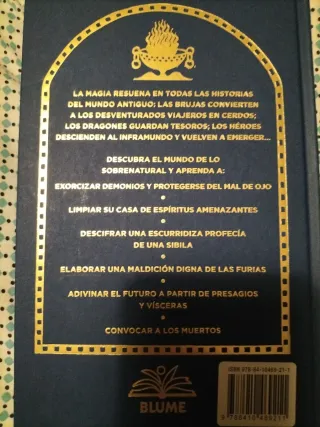 LA MAGIA RESUENA EN TODAS LAS HISTORIAS
DEL MUNDO ANTIGUO: LAS BRUJAS CONVIERTEN
A LOS DESVENTURADOS VIAJEROS EN CERDOS;
LOS DRAGONES GUARDAN TESOROS; LOS HÉROES
DESCIENDEN AL INFRAMUNDO Y VUELVEN A EMERGER...
DESCUBRA EL MUNDO DE LO
SOBRENATURAL Y APRENDA A:
EXORCIZAR DEMONIOS Y PROTEGERSE DEL MAL DE OJO
LIMPIAR SU CASA DE ESPÍRITUS AMENAZANTES
DESCIFRAR UNA ESCURRIDIZA PROFECÍA
DE UNA SIBILA
ELABORAR UNA MALDICIÓN DIGNA DE LAS FURIAS
ADIVINAR EL FUTURO A PARTIR DE PRESAGIOS
Y VÍSCERAS
CONVOCAR A LOS MUERTOS
BLUME